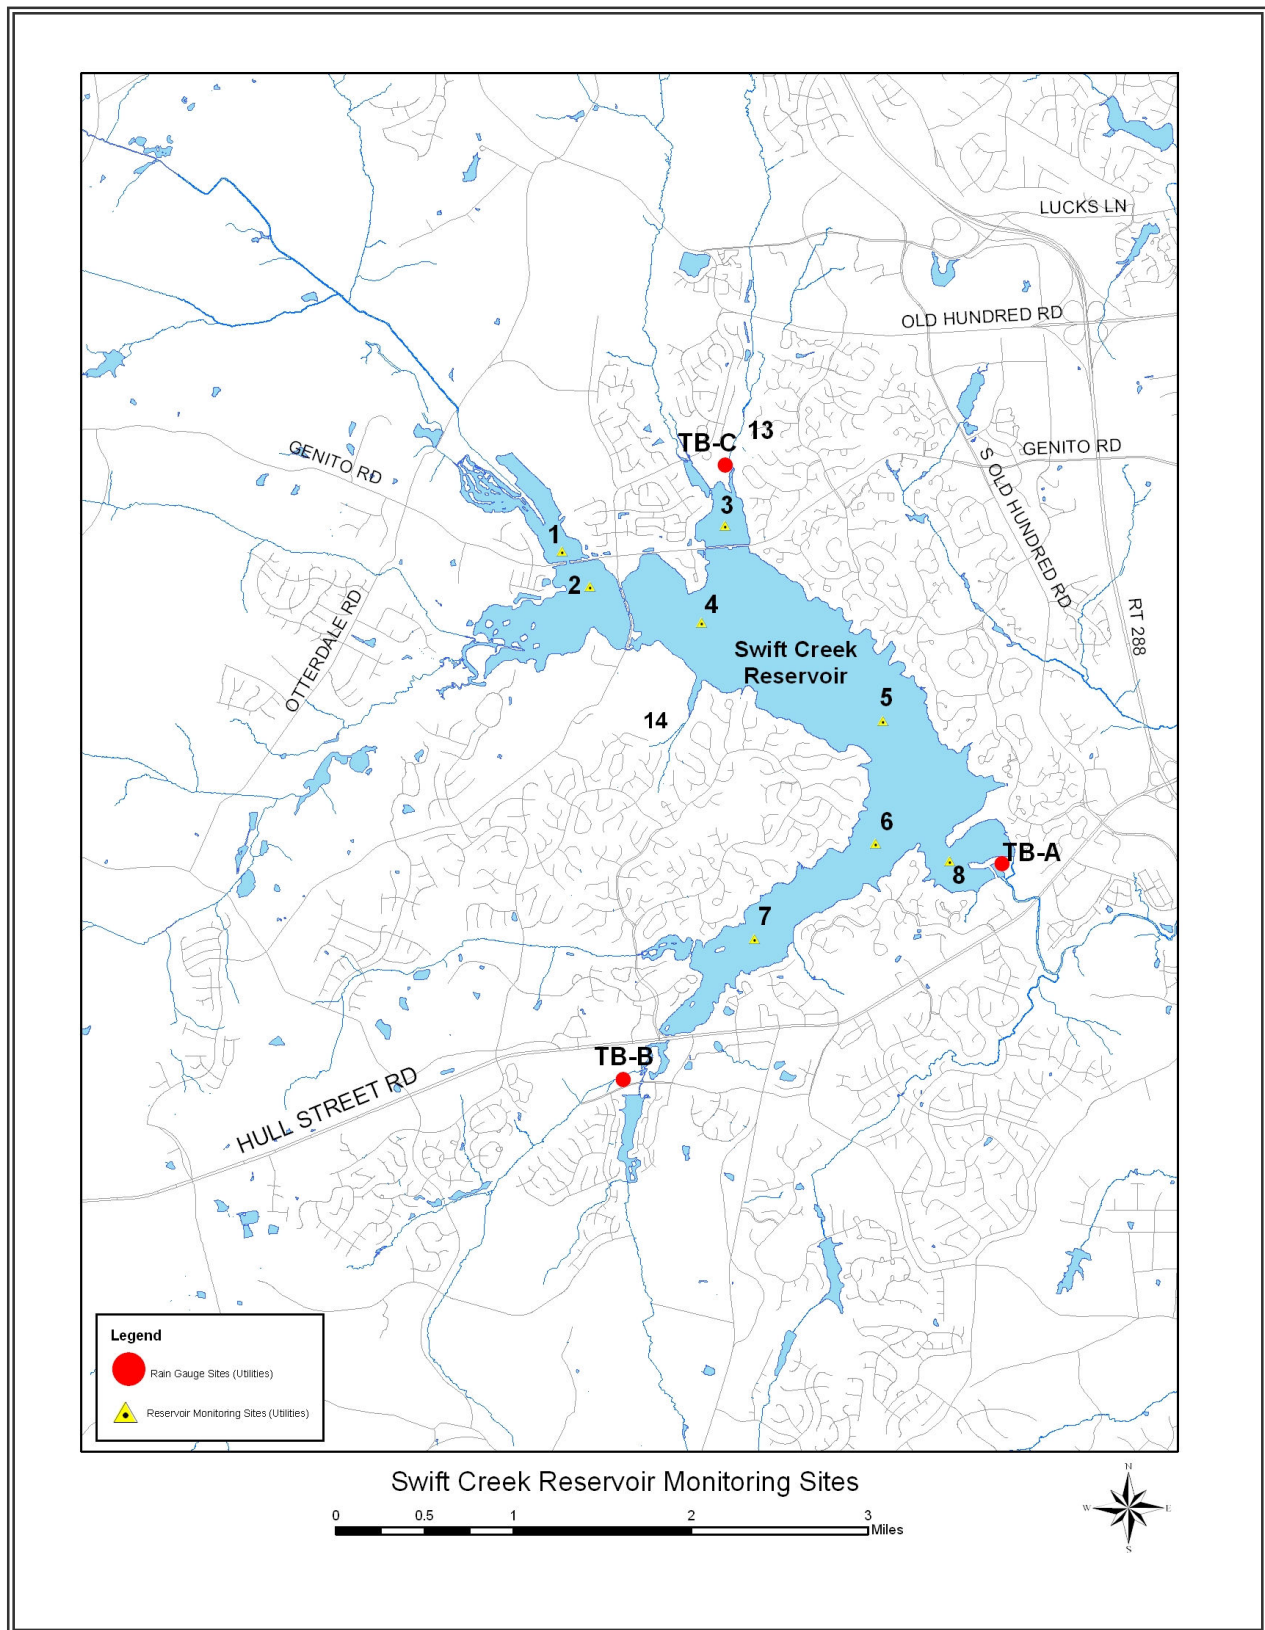 LUCKS LN
OLD HUNDRED RD
GENITO RD
GENITO RD
S OLD HUNDRED RD
OTTERDALE RD
RT 288
TB-C
13
3
1
2
4
Swift Creek
Reservoir
5
14
6
TB-A
8
7
TB-B
HULL STREET RD
Legend
Rain Gauge Sites (Utilities)
Reservoir Monitoring Sites (Utilities)
Swift Creek Reservoir Monitoring Sites
0 0.5 1 2 3
Miles
N
W E
S